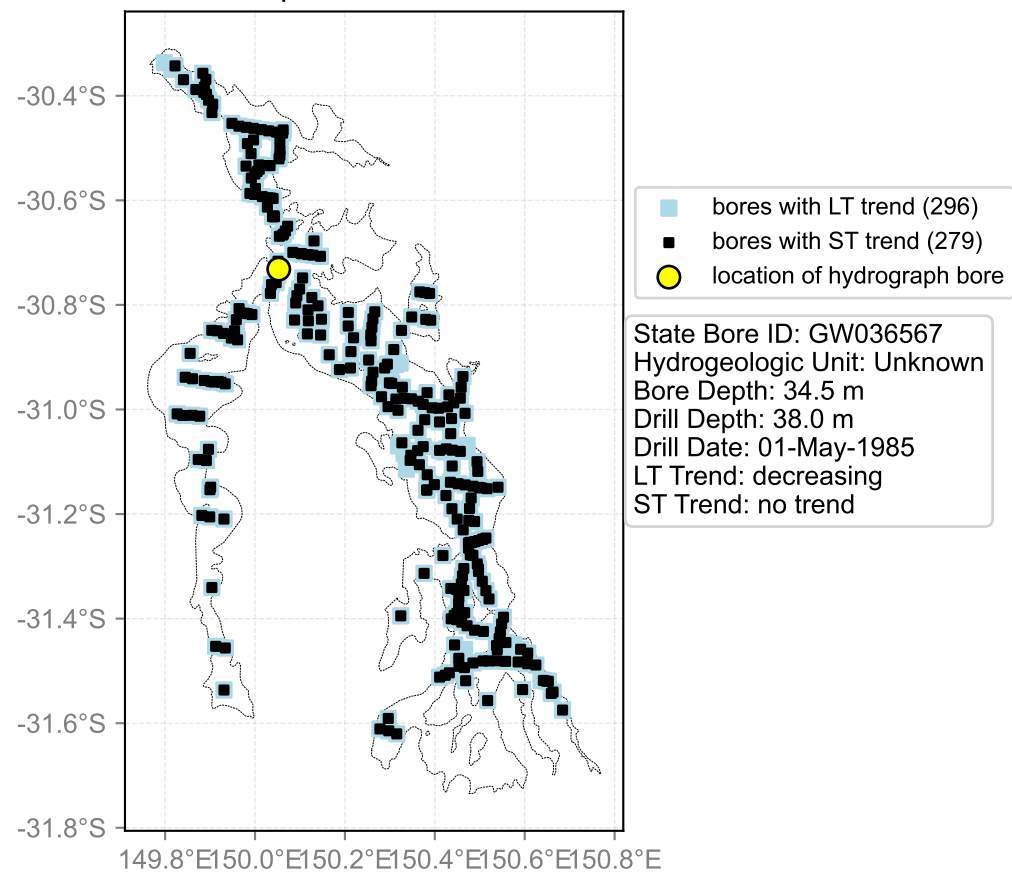 -30.4°S
-30.6°S
-30.8°S
-31.0°S
-31.2°S
-31.4°S
-31.6°S
-31.8°S
149.8°E150.0°E150.2°E150.4°E150.6°E150.8°E
bores with LT trend (296)
bores with ST trend (279)
location of hydrograph bore
State Bore ID: GW036567
Hydrogeologic Unit: Unknown
Bore Depth: 34.5 m
Drill Depth: 38.0 m
Drill Date: 01-May-1985
LT Trend: decreasing
ST Trend: no trend